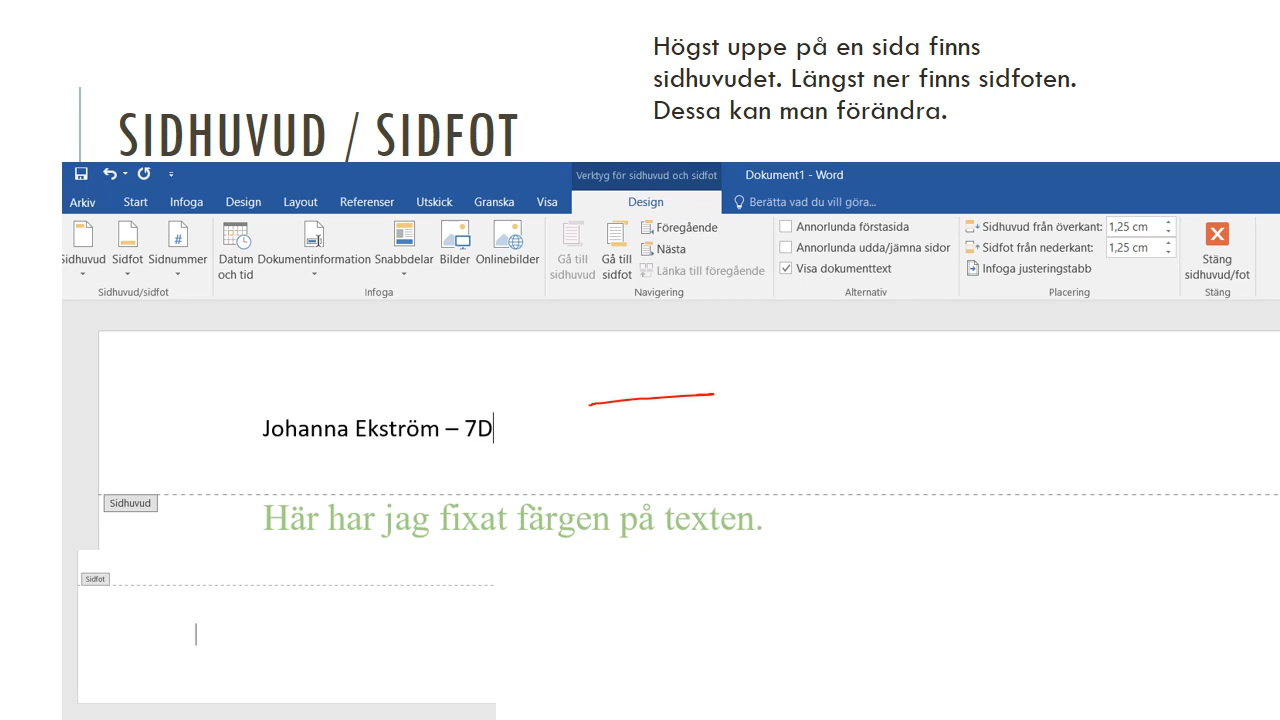 Högst uppe på en sida finns
sidhuvudet. Längst ner finns sidfoten.
Dessa kan man förändra.
SIDHUVUD / SIDFOT
Verktyg för sidhuvud och sidfot
Dokument1 - Word
Arkiv Start Infoga Design Layout Referenser Utskick Granska Visa Design Berätta vad du vill göra...
Sidhuvud Sidfot Sidnummer
Sidhuvud/sidfot
Datum och tid Dokumentinformation Snabbdelar Bilder Onlinebilder
Infoga
Gå till sidhuvud Gå till sidfot
Föregående
Nästa
Länka till föregående
Navigering
Annorlunda förstasida
Annorlunda udda/jämna sidor
Visa dokumenttext
Alternativ
Sidhuvud från överkant: 1,25 cm
Sidfot från nederkant: 1,25 cm
Infoga justeringstabb
Placering
Stäng
sidhuvud/fot
Stäng
Johanna Ekström – 7D
Sidhuvud
Här har jag fixat färgen på texten.
Sidfot